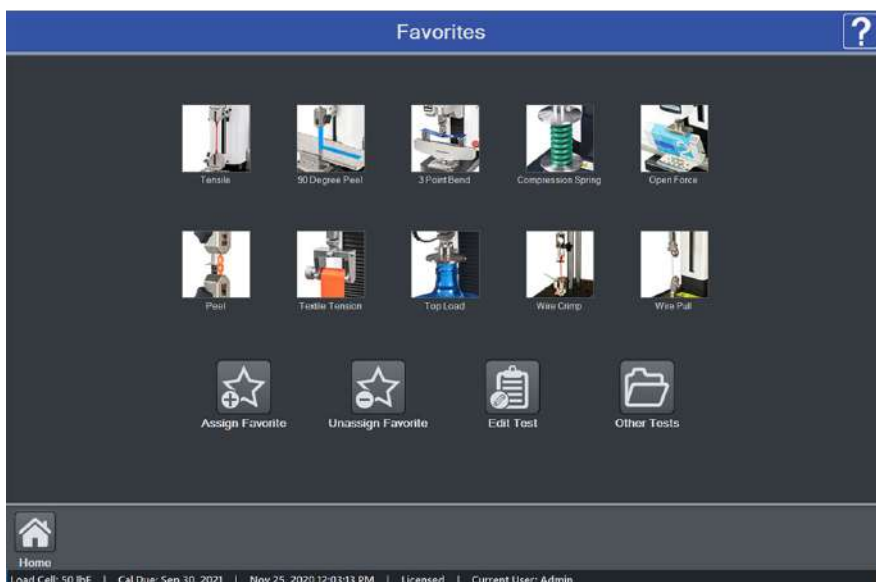 Favorites
?
Tensile 90 Degree Peel 3 Point Bend Compression Spring Open Force
Peel Textile Tension Top Load Wire Crimp Wire Pull
Assign Favorite Unassign Favorite Edit Test Other Tests
Home
Load Cell: 50 lbF | Cal Due: Sep 30, 2021 | Nov 25, 2020 12:03:13 PM | Licensed | Current User: Admin